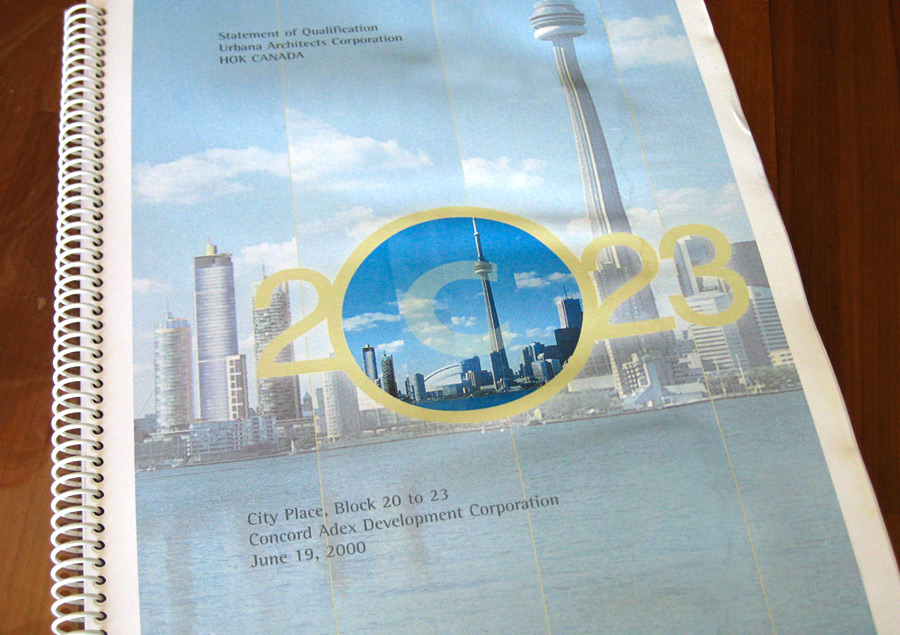 Statement of Qualification
Urbana Architects Corporation
HOK CANADA
20 C 23
City Place, Block 20 to 23
Concord Adex Development Corporation
June 19, 2000